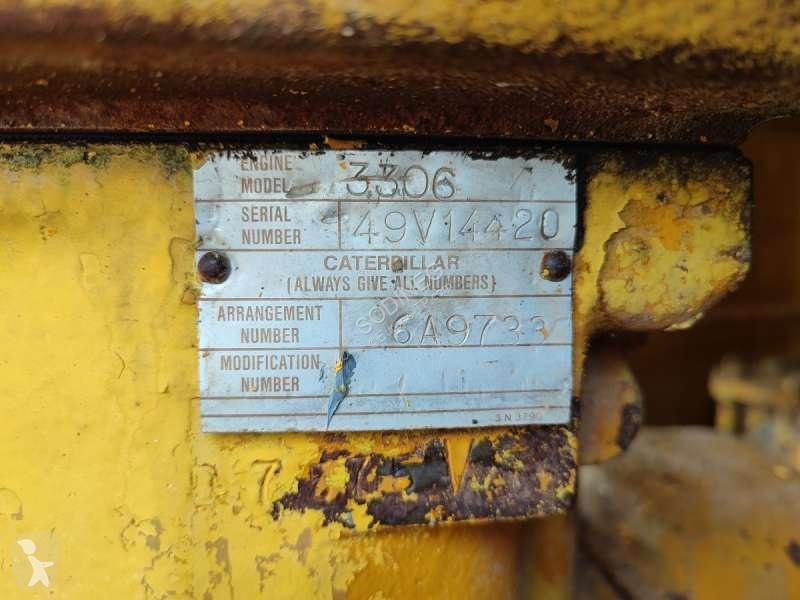 ENGINE
MODEL 3306
SERIAL
NUMBER 49V14420
CATERPILLAR
(ALWAYS GIVE ALL NUMBERS)
ARRANGEMENT
NUMBER 6A9733
MODIFICATION
NUMBER
3N3790